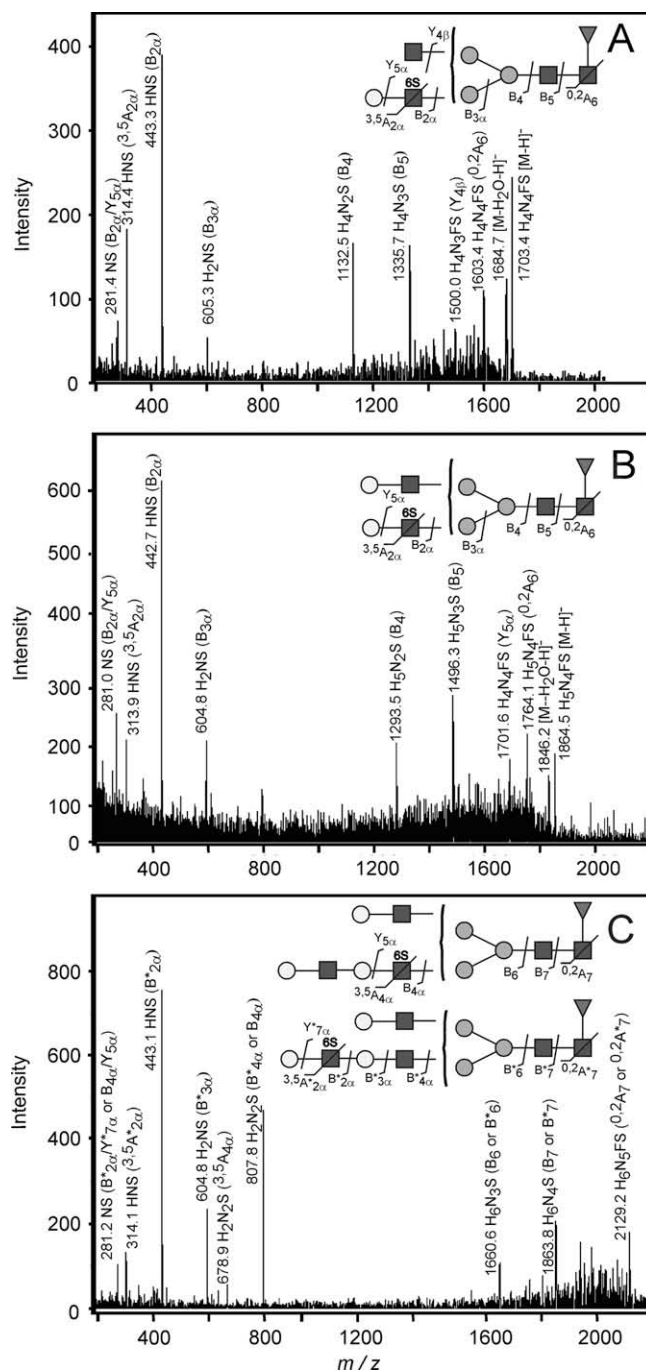 A
Intensity
400
300
200
100
0
400
800
1200
1600
2000
281.4 NS (B2α/Y5α)
314.4 HNS (3,5A2α)
443.3 HNS (B2α)
605.3 H2NS (B3α)
1132.5 H4N2S (B4)
1335.7 H4N3S (B5)
1500.0 H4N3FS (Y4β)
1603.4 H4N4FS (0,2A6)
1684.7 [M-H2O-H]-
1703.4 H4N4FS [M-H]-
Y4β
Y5α
6S
3,5A2α
B2α
B3α
B4
B5
0,2A6
B
Intensity
600
500
400
300
200
100
0
400
800
1200
1600
2000
281.0 NS (B2α/Y5α)
313.9 HNS (3,5A2α)
442.7 HNS (B2α)
604.8 H2NS (B3α)
1293.5 H5N2S (B4)
1496.3 H5N3S (B5)
1701.6 H4N4FS (Y5α)
1764.1 H5N4FS (0,2A6)
1846.2 [M--H2O-H]-
1864.5 H5N4FS [M-H]-
Y5α
6S
3,5A2α
B2α
B3α
B4
B5
0,2A6
C
Intensity
800
600
400
200
0
400
800
1200
1600
2000
281.2 NS (B*2α/Y*7α or B4α/Y5α)
314.1 HNS (3,5A*2α)
443.1 HNS (B*2α)
604.8 H2NS (B*3α)
678.9 H2N2S (3,5A4α)
807.8 H2N2S (B*4α or B4α)
1660.6 H6N3S (B6 or B*6)
1863.8 H6N4S (B7 or B*7)
2129.2 H6N5FS (0,2A7 or 0,2A*7)
Y5α
6S
3,5A4α
B4α
B6
B7
0,2A7
Y*7α
6S
3,5A*2α
B*2α
B*3α
B*4α
B*6
B*7
0,2A*7
m / z